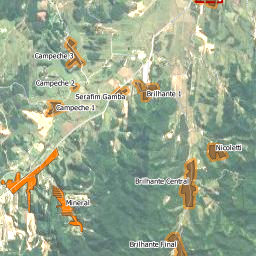 Campeche 3
Campeche 2
Serafim Gamba
Brilhante 1
Campeche 1
Nicoletti
Brilhante Central
Mineral
Brilhante Final